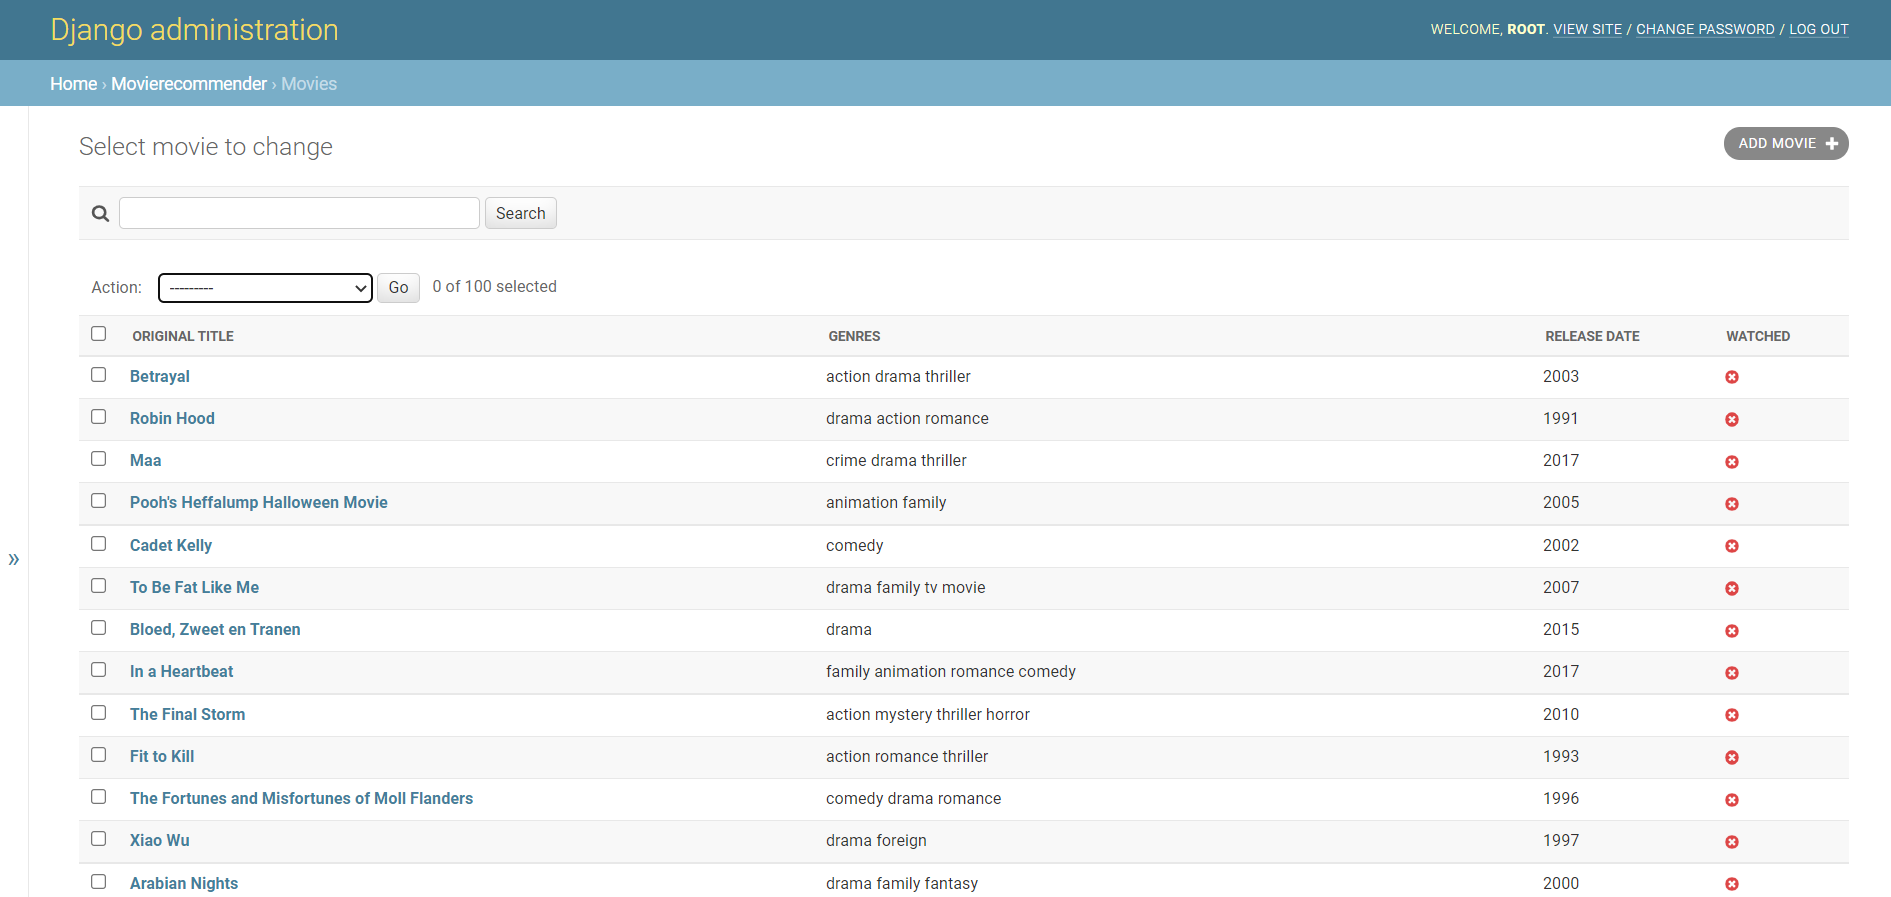 Django administration
WELCOME, ROOT. VIEW SITE / CHANGE PASSWORD / LOG OUT
Home › Movierecommender › Movies
Select movie to change
ADD MOVIE
Search
Action: --------- Go 0 of 100 selected
ORIGINAL TITLE GENRES RELEASE DATE WATCHED
Betrayal action drama thriller 2003
Robin Hood drama action romance 1991
Maa crime drama thriller 2017
Pooh's Heffalump Halloween Movie animation family 2005
Cadet Kelly comedy 2002
»
To Be Fat Like Me drama family tv movie 2007
Bloed, Zweet en Tranen drama 2015
In a Heartbeat family animation romance comedy 2017
The Final Storm action mystery thriller horror 2010
Fit to Kill action romance thriller 1993
The Fortunes and Misfortunes of Moll Flanders comedy drama romance 1996
Xiao Wu drama foreign 1997
Arabian Nights drama family fantasy 2000